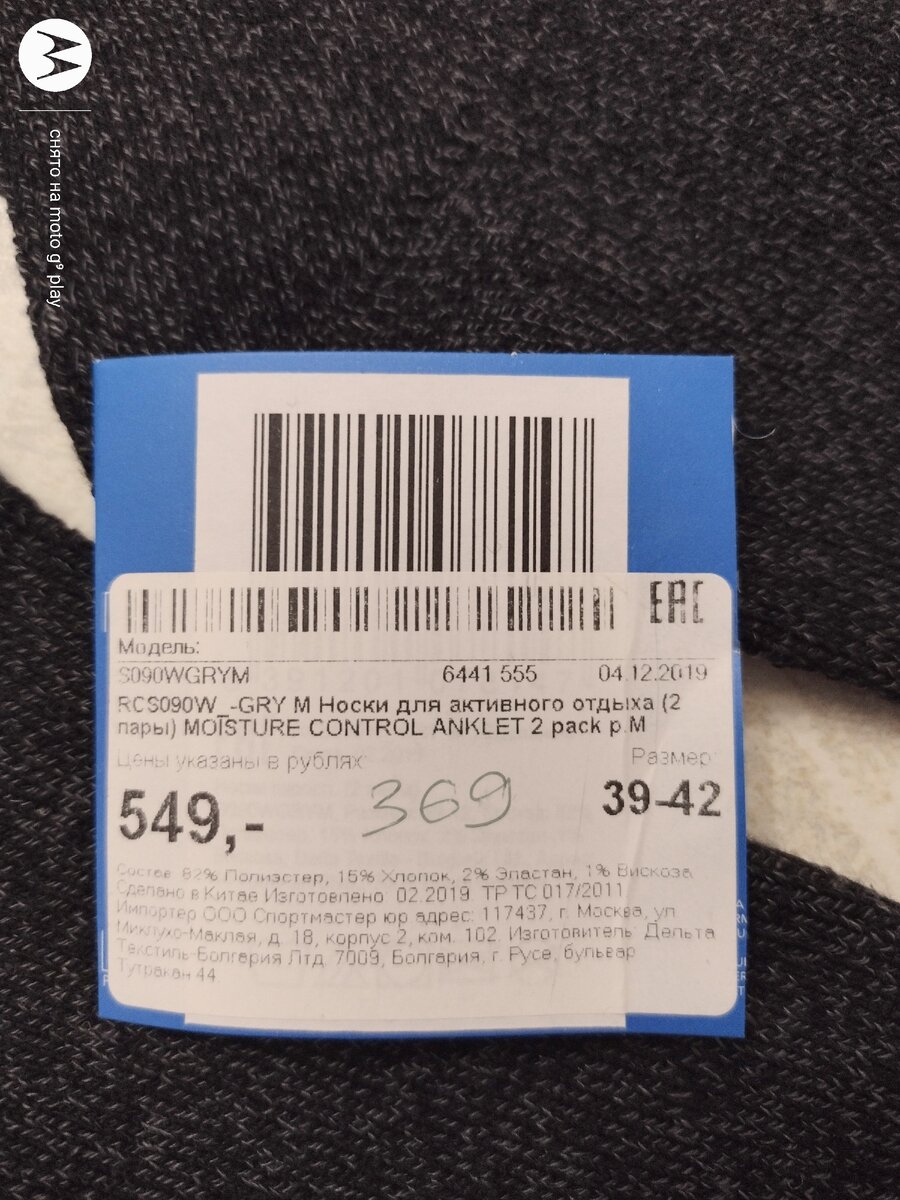 снято на moto g⁹ play
EAC
Модель:
S090WGRYM 6441 555 04.12.2019
RCS090W_-GRY M Носки для активного отдыха (2
пары) MOISTURE CONTROL ANKLET 2 pack р.M
Цены указаны в рублях Размер:
549,- 369 39-42
Состав: 82% Полиэстер, 15% Хлопок, 2% Эластан, 1% Вискоза
Сделано в Китае Изготовлено: 02.2019 ТР ТС 017/2011
Импортер ООО Спортмастер юр адрес: 117437, г. Москва, ул
Миклухо-Маклая, д. 18, корпус 2, ком. 102. Изготовитель: Дельта
Текстиль Болгария Лтд. 7009, Болгария, г. Русе, бульвар
Тутракан 44.